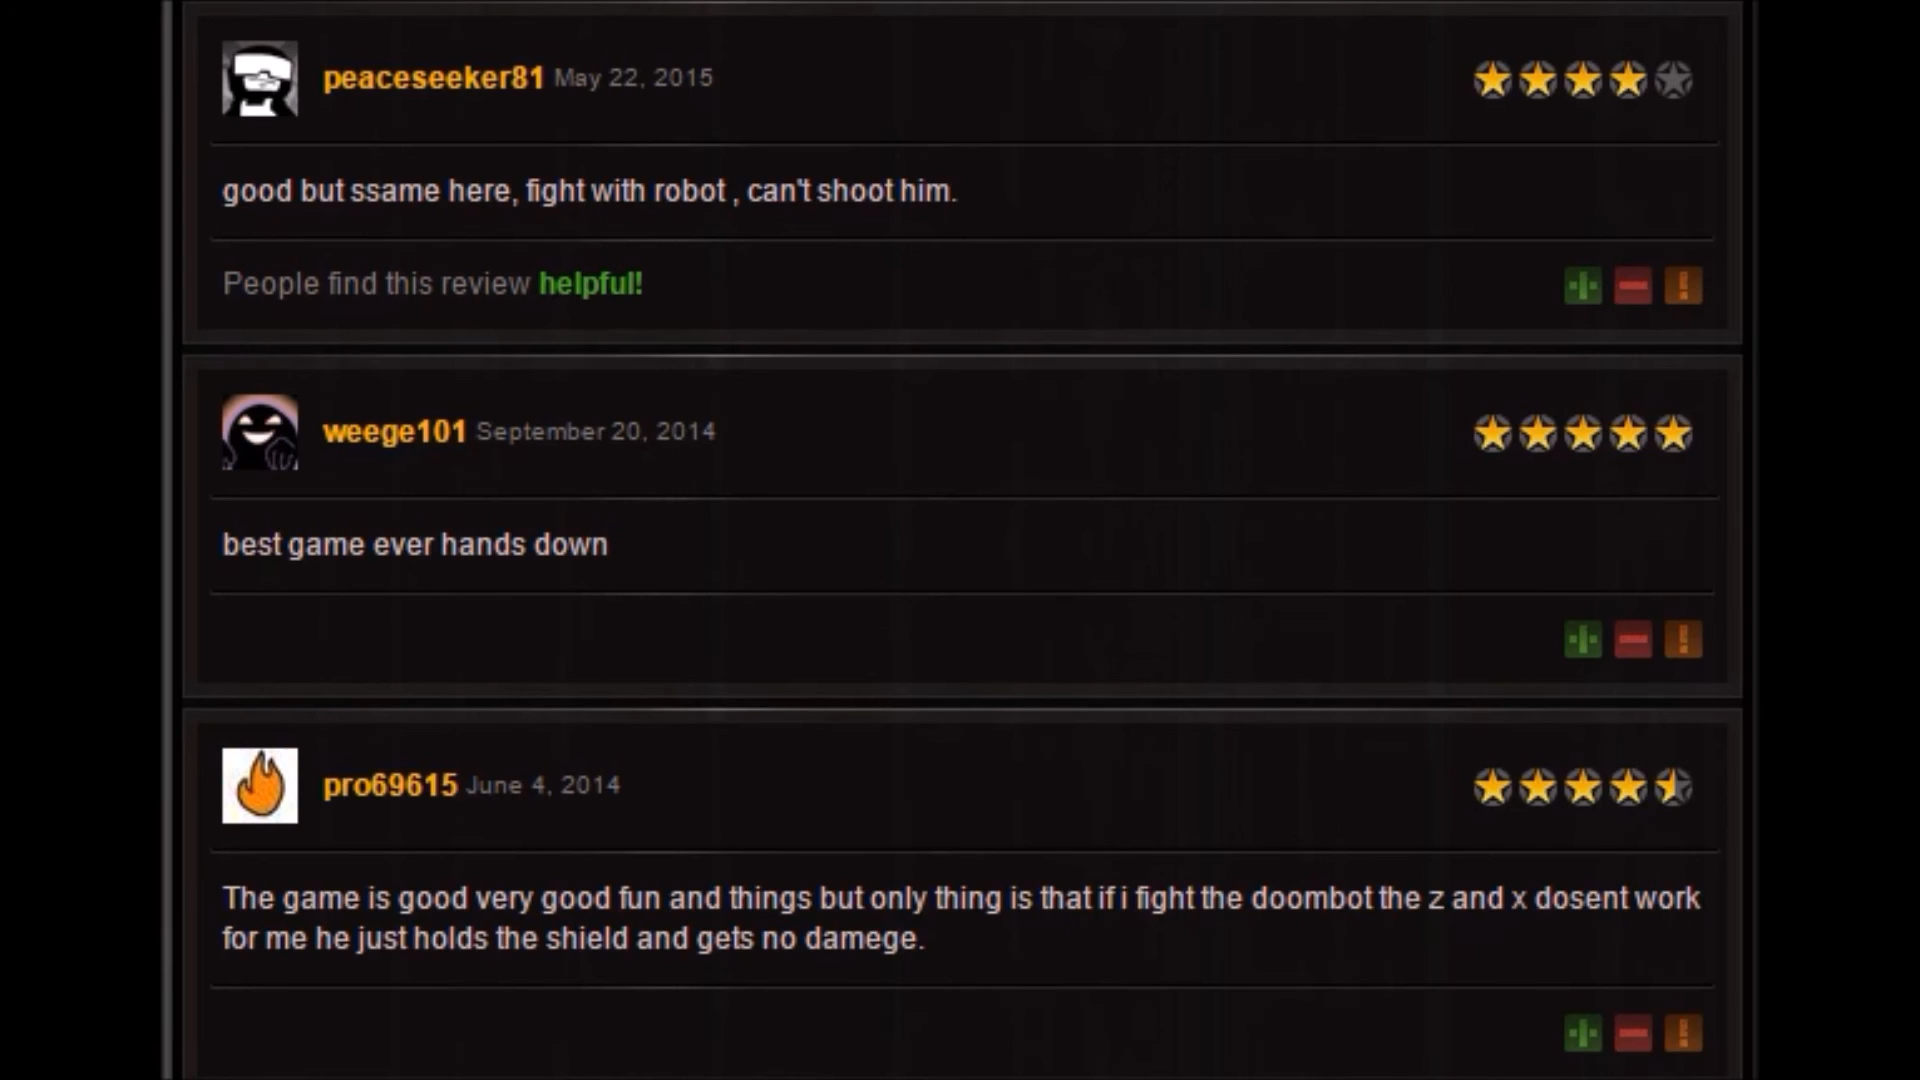 peaceseeker81 May 22, 2015
good but ssame here, fight with robot , can't shoot him.
People find this review helpful!
weege101 September 20, 2014
best game ever hands down
pro69615 June 4, 2014
The game is good very good fun and things but only thing is that if i fight the doombot the z and x dosent work
for me he just holds the shield and gets no damege.